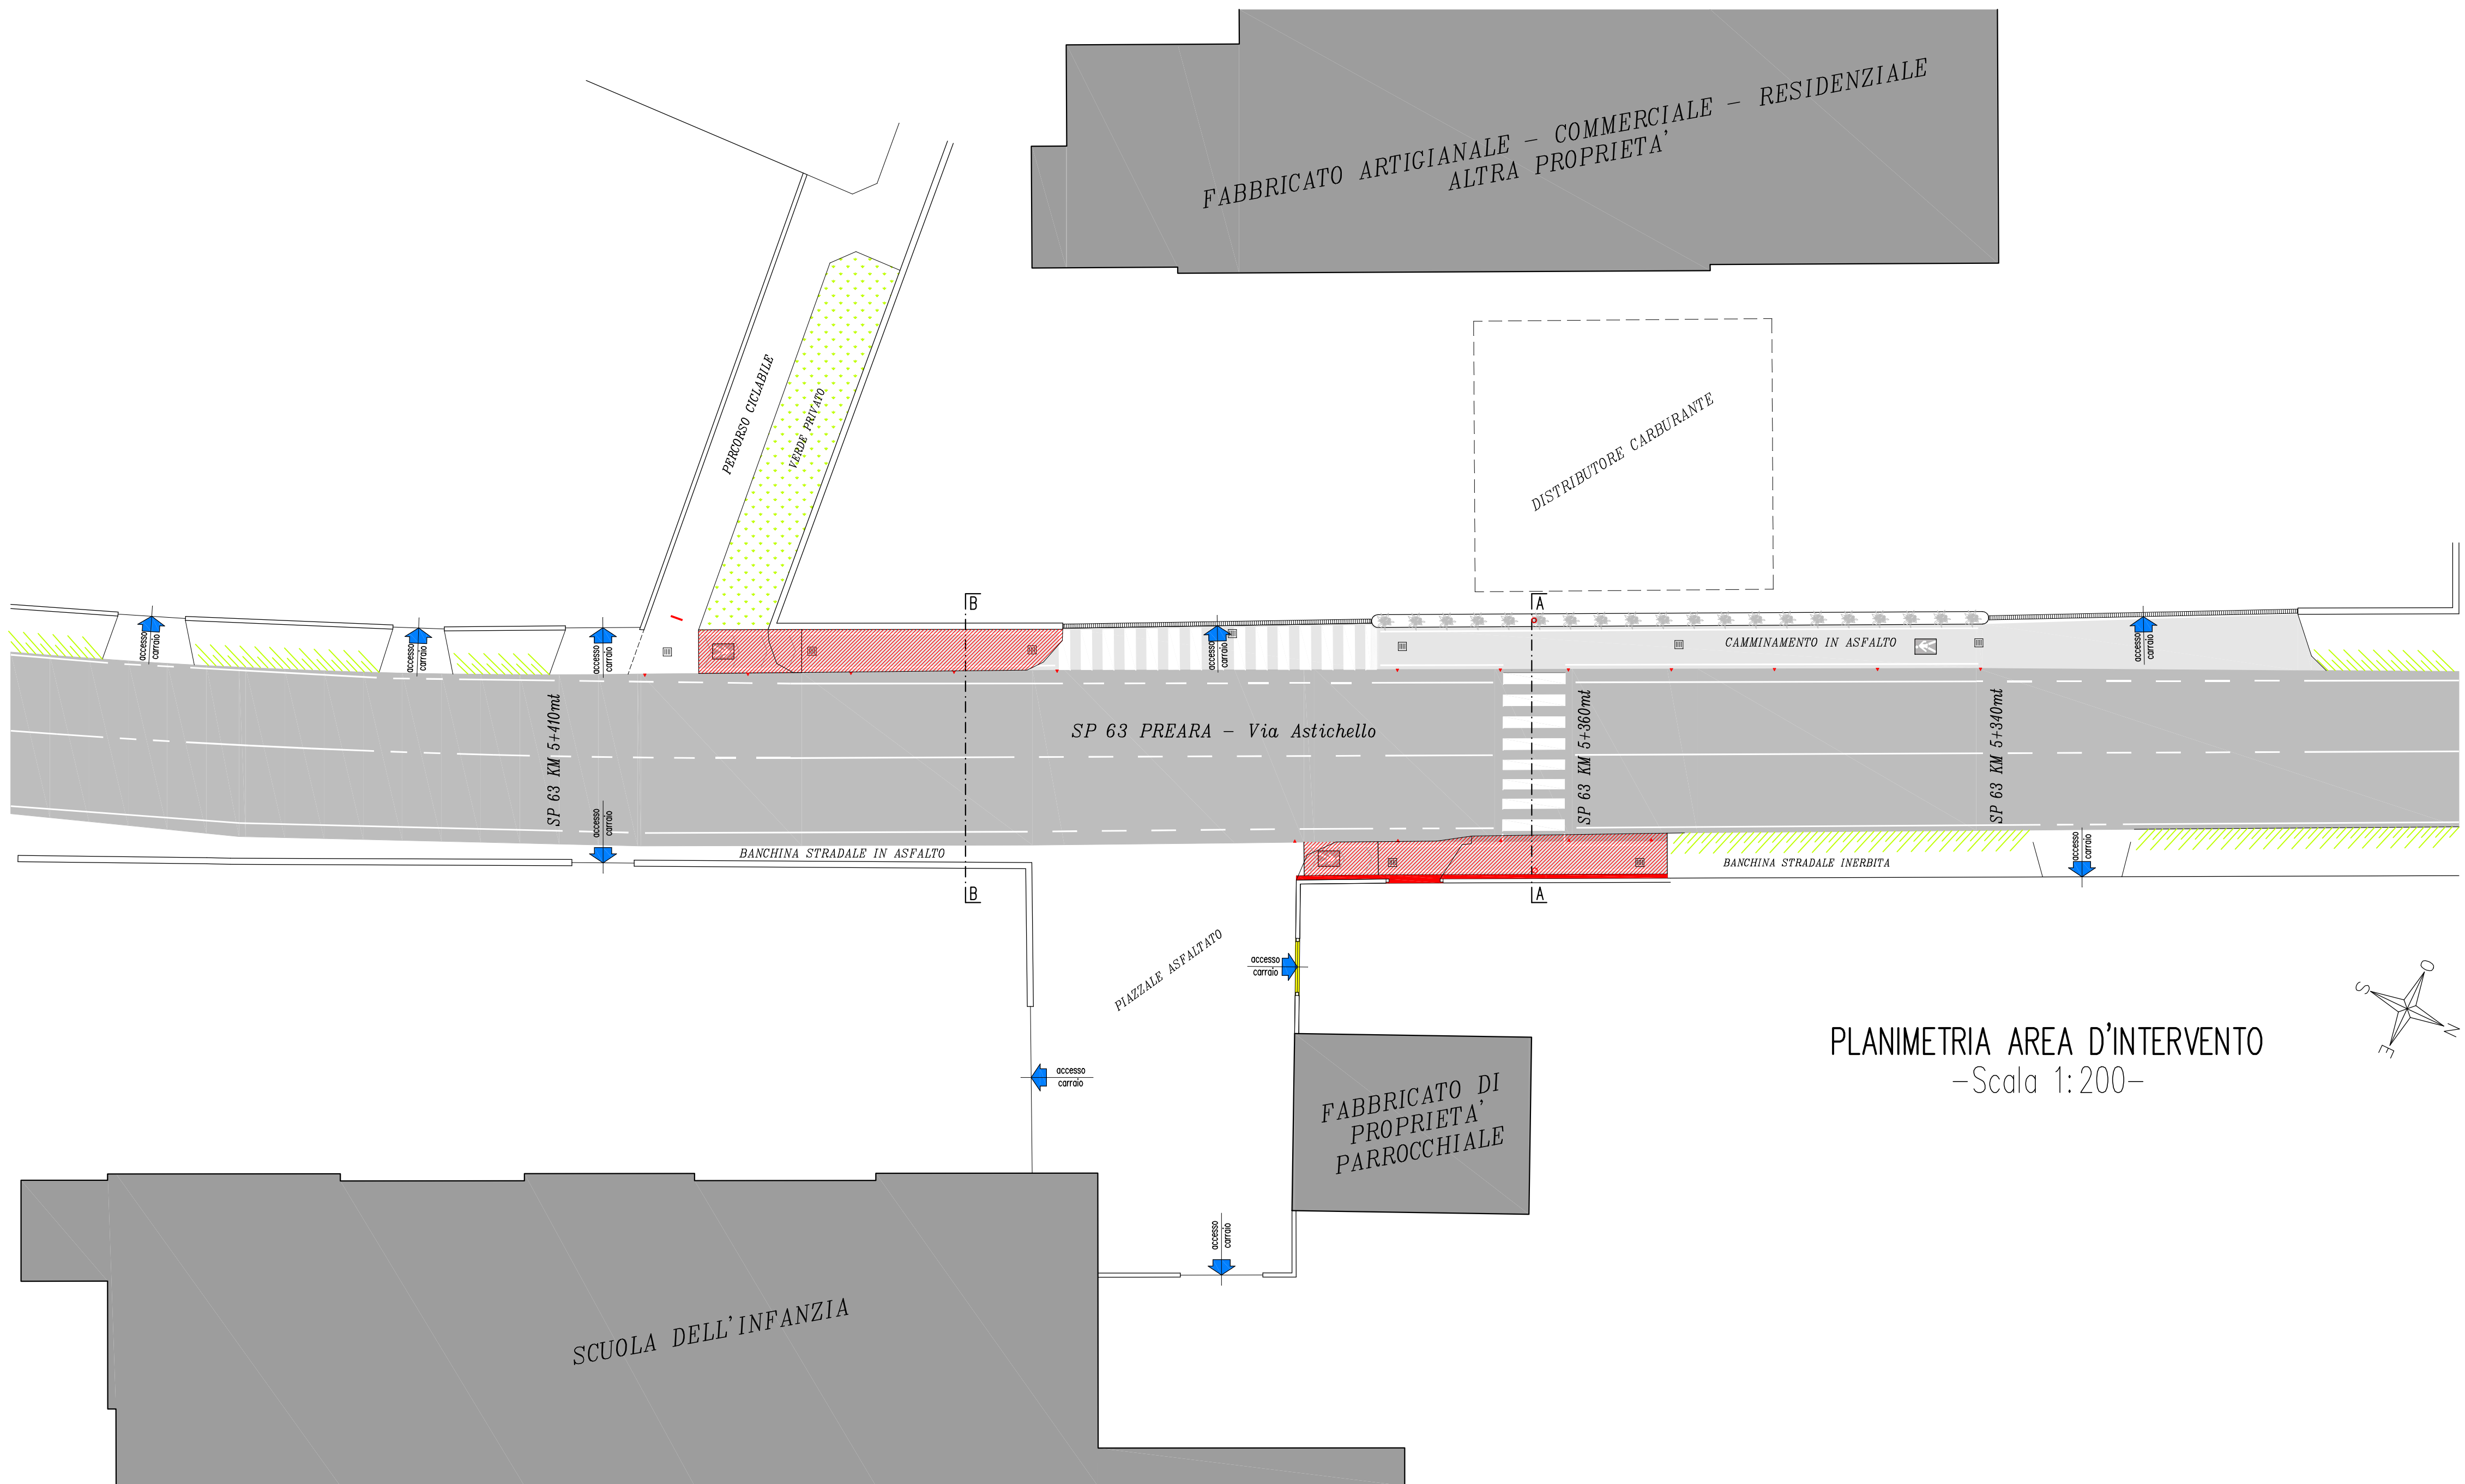 FABBRICATO ARTIGIANALE - COMMERCIALE - RESIDENZIALE
ALTRA PROPRIETA'
PERCORSO CICLABILE
VERDE PRIVATO
DISTRIBUTORE CARBURANTE
B
A
accesso
carraio
accesso
carraio
accesso
carraio
accesso
carraio
CAMMINAMENTO IN ASFALTO
accesso
carraio
SP 63 KM 5+410mt
SP 63 PREARA - Via Astichello
SP 63 KM 5+360mt
SP 63 KM 5+340mt
accesso
carraio
BANCHINA STRADALE IN ASFALTO
BANCHINA STRADALE INERBITA
accesso
carraio
B
A
PIAZZALE ASFALTATO
accesso
carraio
O
S
N
E
PLANIMETRIA AREA D'INTERVENTO
-Scala 1:200-
accesso
carraio
FABBRICATO DI
PROPRIETA'
PARROCCHIALE
accesso
carraio
SCUOLA DELL'INFANZIA